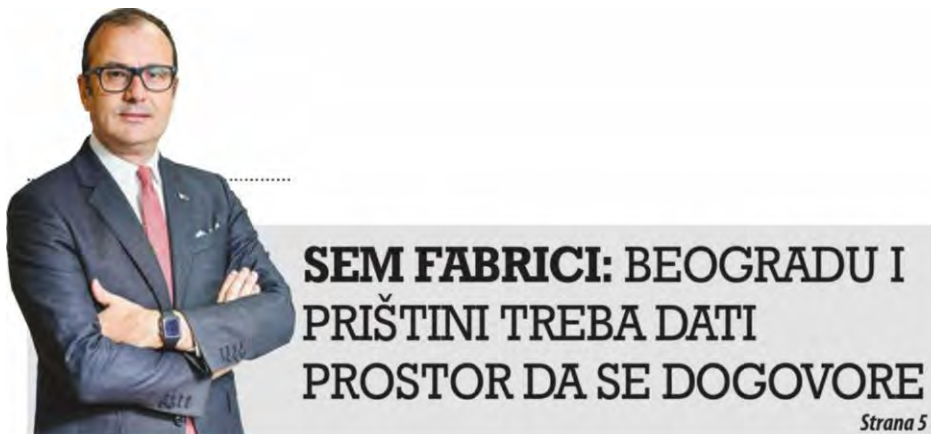 SEM FABRICI: BEOGRADU I
PRIŠTINI TREBA DATI
PROSTOR DA SE DOGOVORE
Strana 5